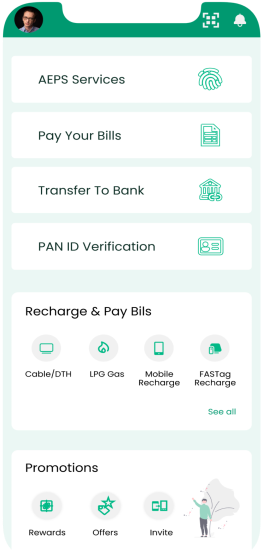 AEPS Services
Pay Your Bills
Transfer To Bank
PAN ID Verification
Recharge & Pay Bils
Cable/DTH LPG Gas Mobile Recharge FASTag Recharge
See all
Promotions
Rewards Offers Invite